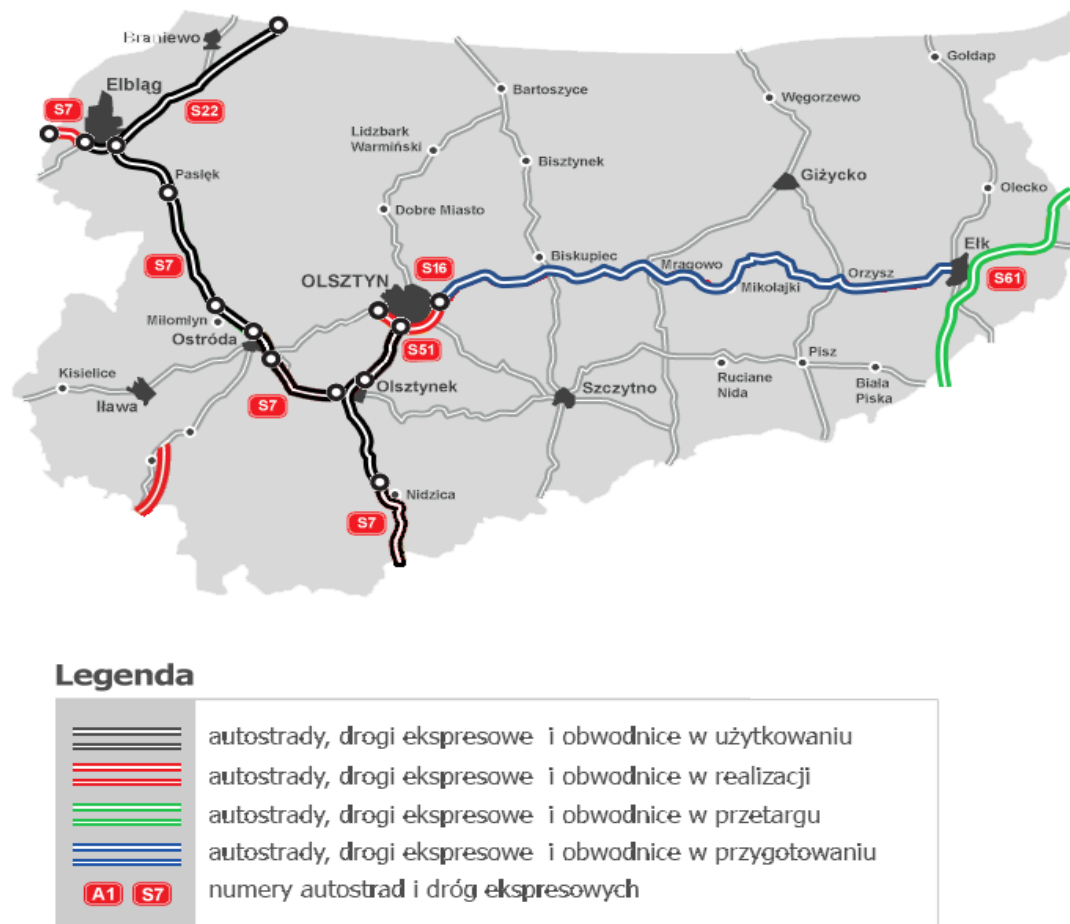 Braniewo
Gołdap
Elbląg
S7
S22
Bartoszyce
Węgorzewo
Lidzbark
Warmiński
Bisztynek
Pasłęk
Giżycko
Olecko
Dobre Miasto
Ełk
S7
S16
Biskupiec
Mrągowo
Orzysz
OLSZTYN
Mikołajki
S61
Miłomłyn
Ostróda
S51
Pisz
Kisielice
Olsztynek
Szczytno
Ruciane
Nida
Biała
Piska
Iława
S7
Nidzica
S7
Legenda
autostrady, drogi ekspresowe i obwodnice w użytkowaniu
autostrady, drogi ekspresowe i obwodnice w realizacji
autostrady, drogi ekspresowe i obwodnice w przetargu
autostrady, drogi ekspresowe i obwodnice w przygotowaniu
A1 S7 numery autostrad i dróg ekspresowych